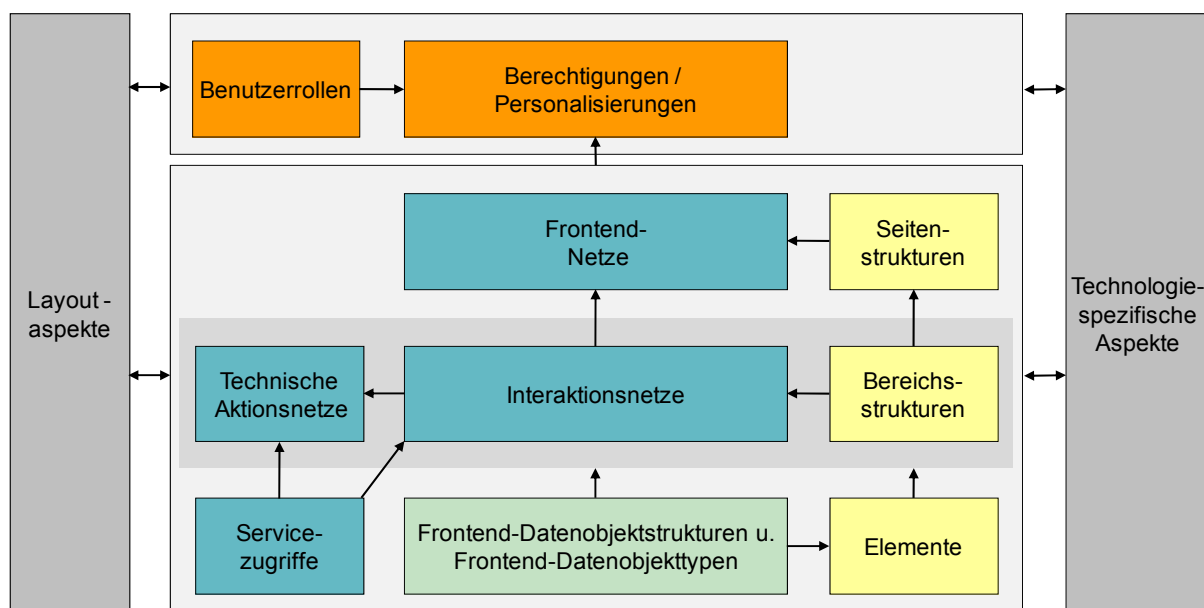 Benutzerrollen
Berechtigungen /
Personalisierungen
Frontend-
Netze
Seiten-
strukturen
Layout -
aspekte
Technologie-
spezifische
Aspekte
Technische
Aktionsnetze
Interaktionsnetze
Bereichs-
strukturen
Service-
zugriffe
Frontend-Datenobjektstrukturen u.
Frontend-Datenobjekttypen
Elemente